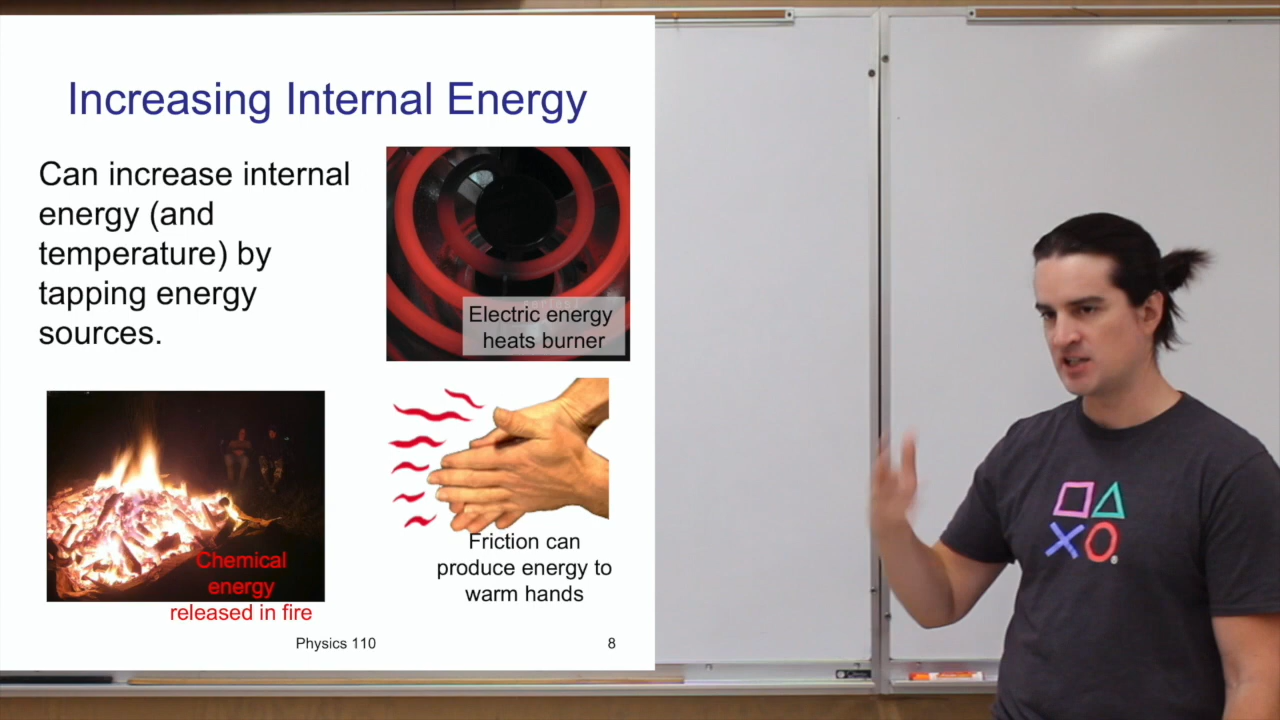 Increasing Internal Energy
Can increase internal
energy (and
temperature) by
tapping energy
sources.
Electric energy
heats burner
Chemical
energy
released in fire
Friction can
produce energy to
warm hands
Physics 110
8